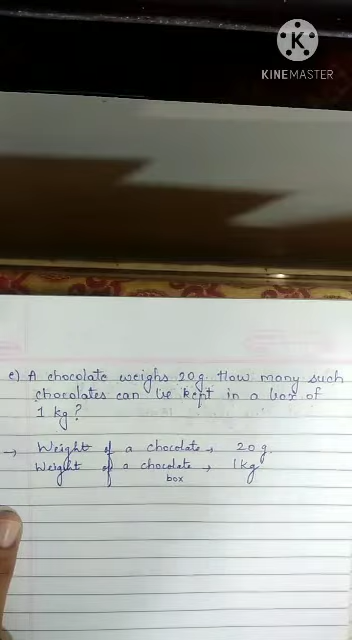 K
KINEMASTER
e) A chocolate weighs 20g. How many such
chocolates can be kept in a box of
1 kg?
→ Weight of a chocolate → 20g.
Weight of a chocolate → 1kg
box